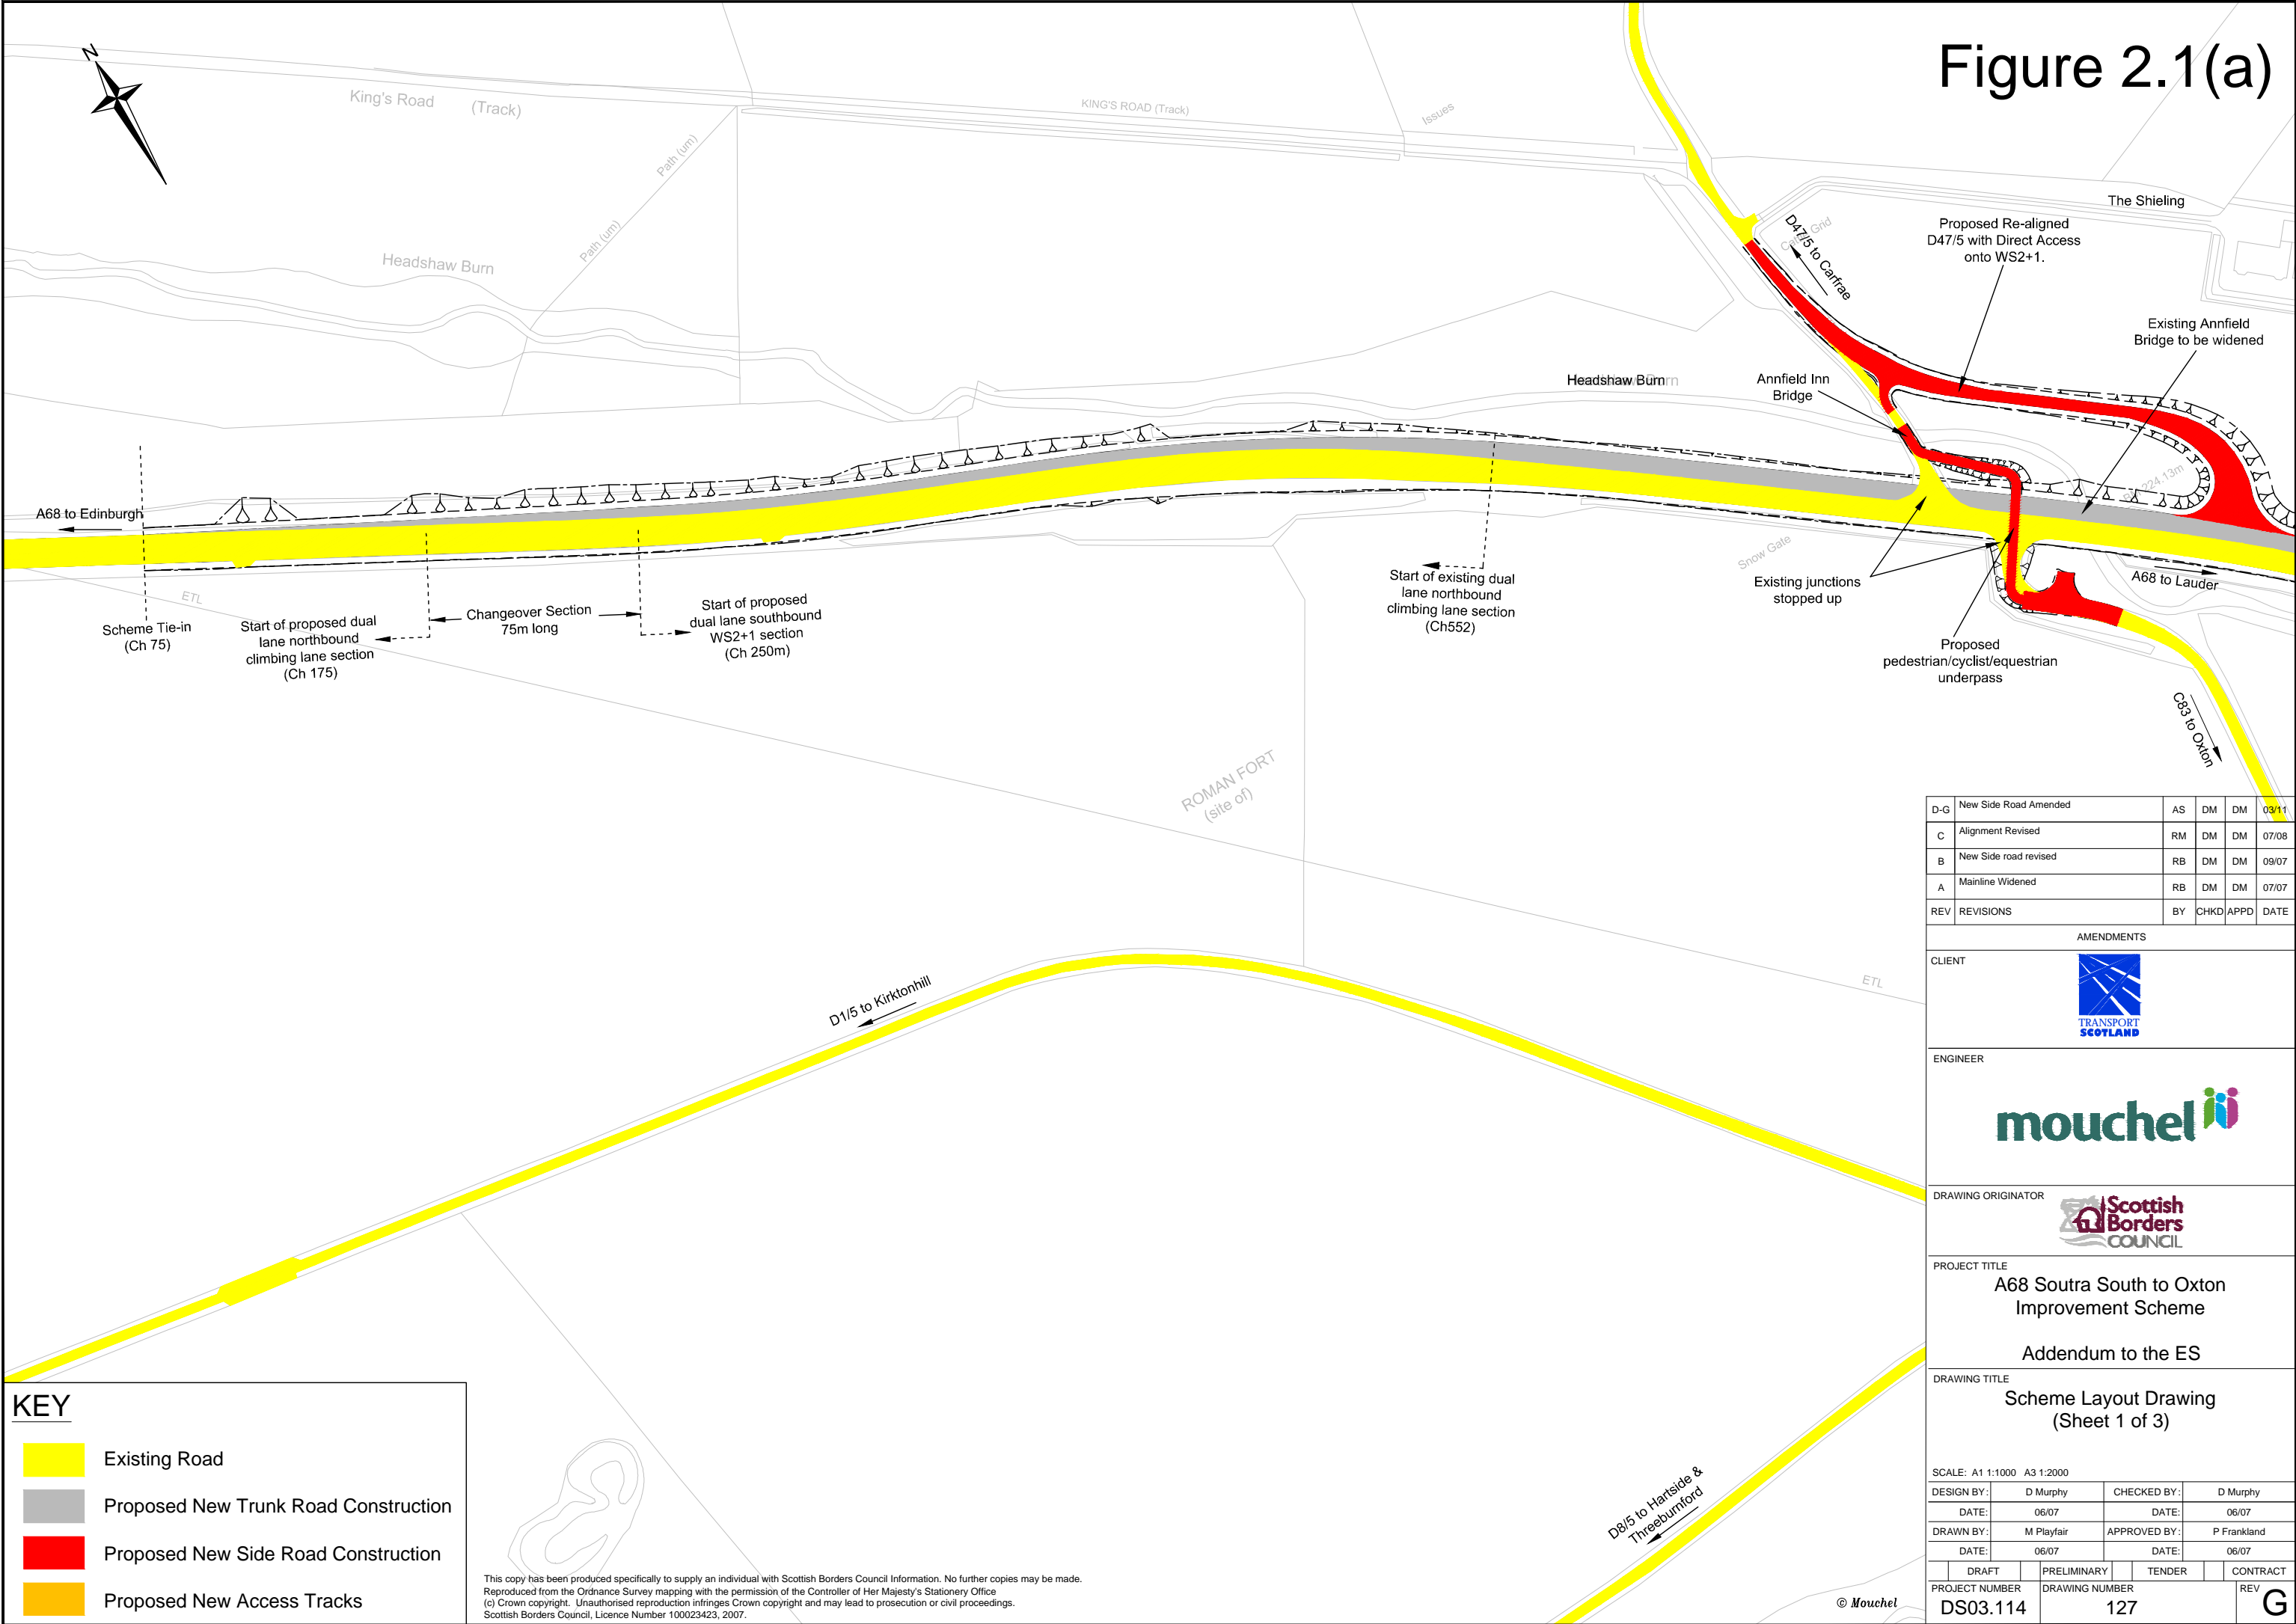 Figure 2.1(a)
N
King's Road (Track)
KING'S ROAD (Track)
Issues
Path (um)
Path (um)
Headshaw Burn
The Shieling
Cattle Grid
D47/5 to Carfrae
Proposed Re-aligned
D47/5 with Direct Access
onto WS2+1.
Existing Annfield
Bridge to be widened
Headshaw Burn
Annfield Inn
Bridge
224.13m
A68 to Edinburgh
ETL
Scheme Tie-in
(Ch 75)
Start of proposed dual
lane northbound
climbing lane section
(Ch 175)
Changeover Section
75m long
Start of proposed
dual lane southbound
WS2+1 section
(Ch 250m)
Start of existing dual
lane northbound
climbing lane section
(Ch552)
Snow Gate
Existing junctions
stopped up
A68 to Lauder
Proposed
pedestrian/cyclist/equestrian
underpass
C83 to Oxton
ROMAN FORT
(site of)
ETL
D1/5 to Kirktonhill
D8/5 to Hartside &
Threeburnford
KEY
Existing Road
Proposed New Trunk Road Construction
Proposed New Side Road Construction
Proposed New Access Tracks
This copy has been produced specifically to supply an individual with Scottish Borders Council Information. No further copies may be made.
Reproduced from the Ordnance Survey mapping with the permission of the Controller of Her Majesty's Stationery Office
(c) Crown copyright. Unauthorised reproduction infringes Crown copyright and may lead to prosecution or civil proceedings.
Scottish Borders Council, Licence Number 100023423, 2007.
© Mouchel
D-G New Side Road Amended AS DM DM 03/11
C Alignment Revised RM DM DM 07/08
B New Side road revised RB DM DM 09/07
A Mainline Widened RB DM DM 07/07
REV REVISIONS BY CHKD APPD DATE
AMENDMENTS
CLIENT
TRANSPORT
SCOTLAND
ENGINEER
mouchel
DRAWING ORIGINATOR
Scottish
Borders
COUNCIL
PROJECT TITLE
A68 Soutra South to Oxton
Improvement Scheme
Addendum to the ES
DRAWING TITLE
Scheme Layout Drawing
(Sheet 1 of 3)
SCALE: A1 1:1000 A3 1:2000
DESIGN BY: D Murphy CHECKED BY: D Murphy
DATE: 06/07 DATE: 06/07
DRAWN BY: M Playfair APPROVED BY: P Frankland
DATE: 06/07 DATE: 06/07
DRAFT PRELIMINARY TENDER CONTRACT
PROJECT NUMBER DRAWING NUMBER REV
DS03.114 127 G